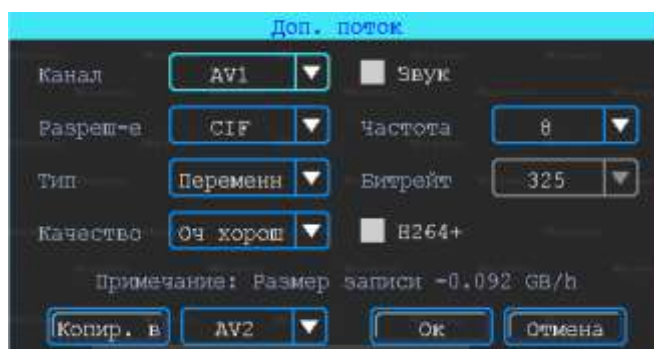 Доп. поток
Канал AV1 Звук
Разреш-е CIF Частота 8
Тип Переменн Битрейт 325
Качество Оч хорош H264+
Примечание: Размер записи ~0.092 GB/h
Копир. в AV2 Ок Отмена